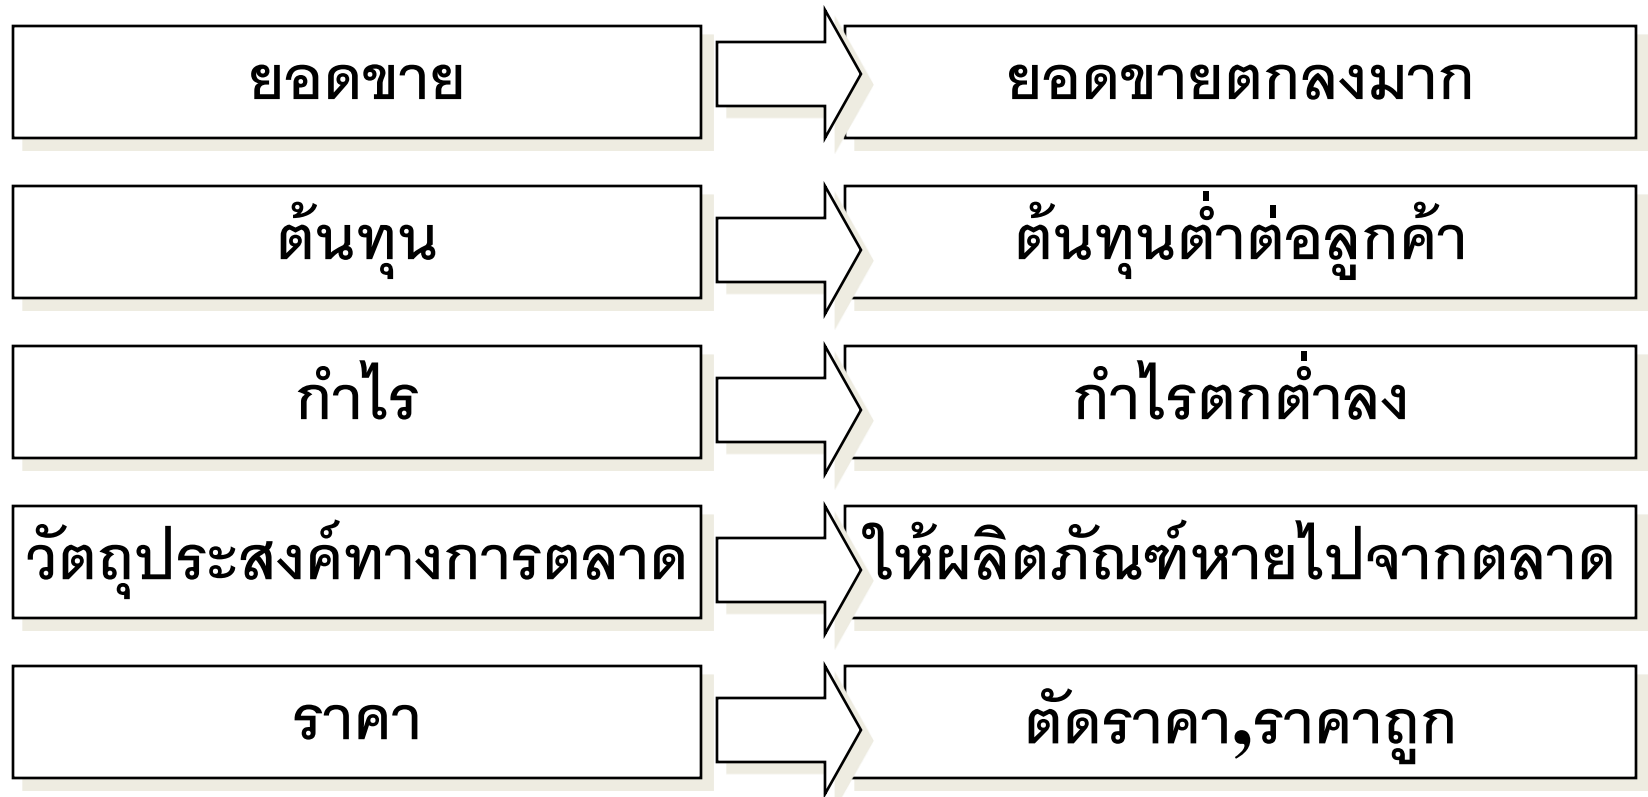 ยอดขาย
ยอดขายตกลงมาก
ต้นทุน
ต้นทุนต่ำต่อลูกค้า
กำไร
กำไรตกต่ำลง
วัตถุประสงค์ทางการตลาด
ให้ผลิตภัณฑ์หายไปจากตลาด
ราคา
ตัดราคา,ราคาถูก